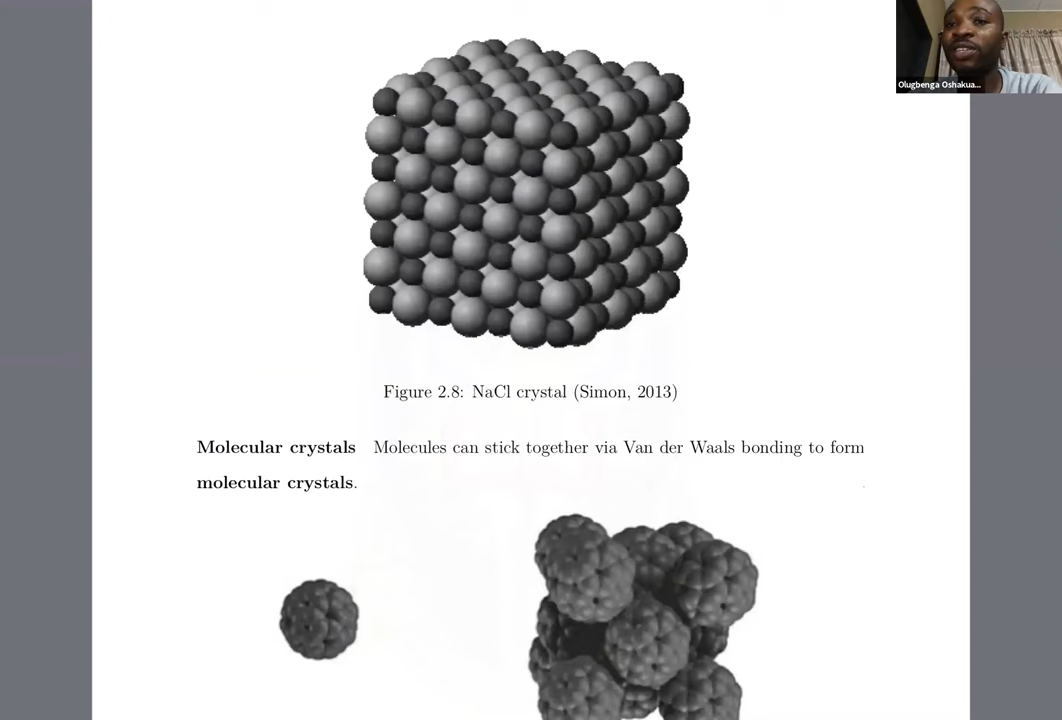 Olugbenga Oshakua...
Figure 2.8: NaCl crystal (Simon, 2013)
Molecular crystals Molecules can stick together via Van der Waals bonding to form
molecular crystals.